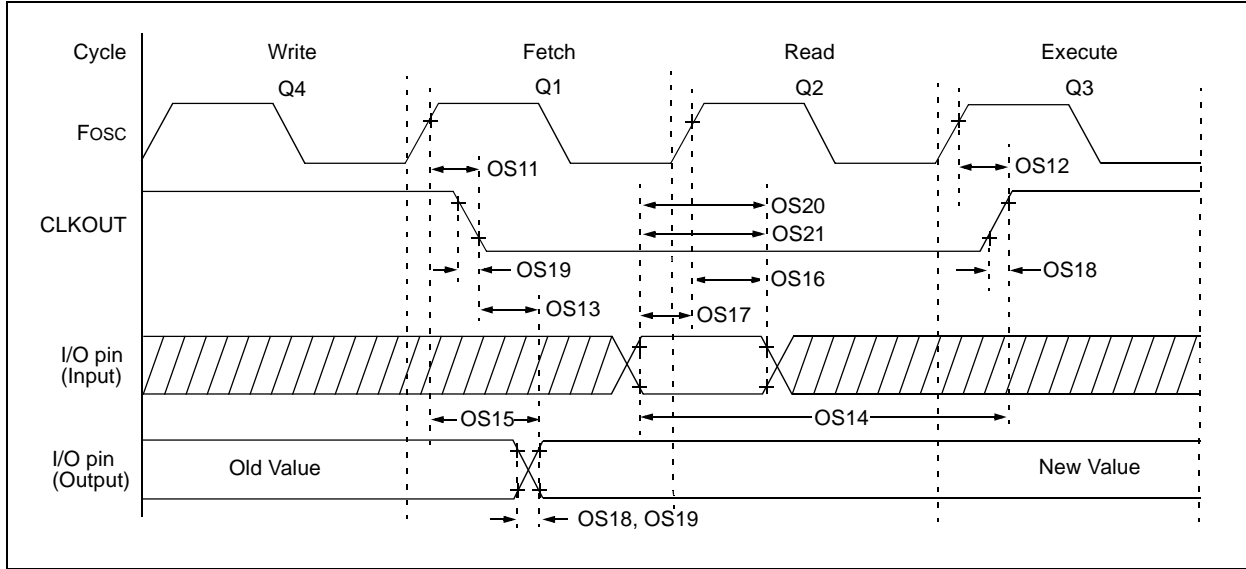 Cycle Write Fetch Read Execute
Q4 Q1 Q2 Q3
FOSC
OS11 OS12
OS20
CLKOUT
OS21
OS19 OS16 OS18
OS13 OS17
I/O pin
(Input)
OS15 OS14
I/O pin
(Output)
Old Value New Value
OS18, OS19